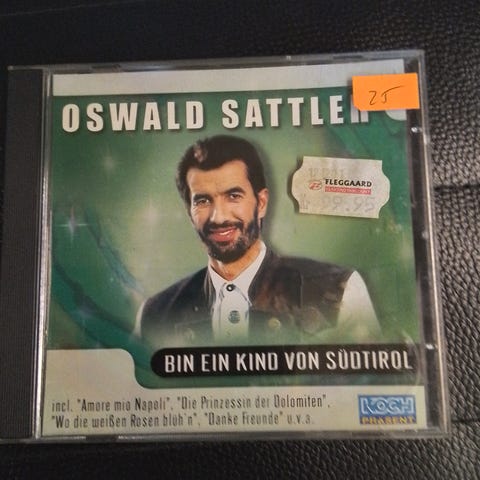 OSWALD SATTLER
25
FLEGGAARD
99.95
BIN EIN KIND VON SÜDTIROL
incl. "Amore mio Napoli", "Die Prinzessin der Dolomiten",
"Wo die weißen Rosen blüh'n", "Danke Freunde" u.v.a.
KOCH
PRÄSENT